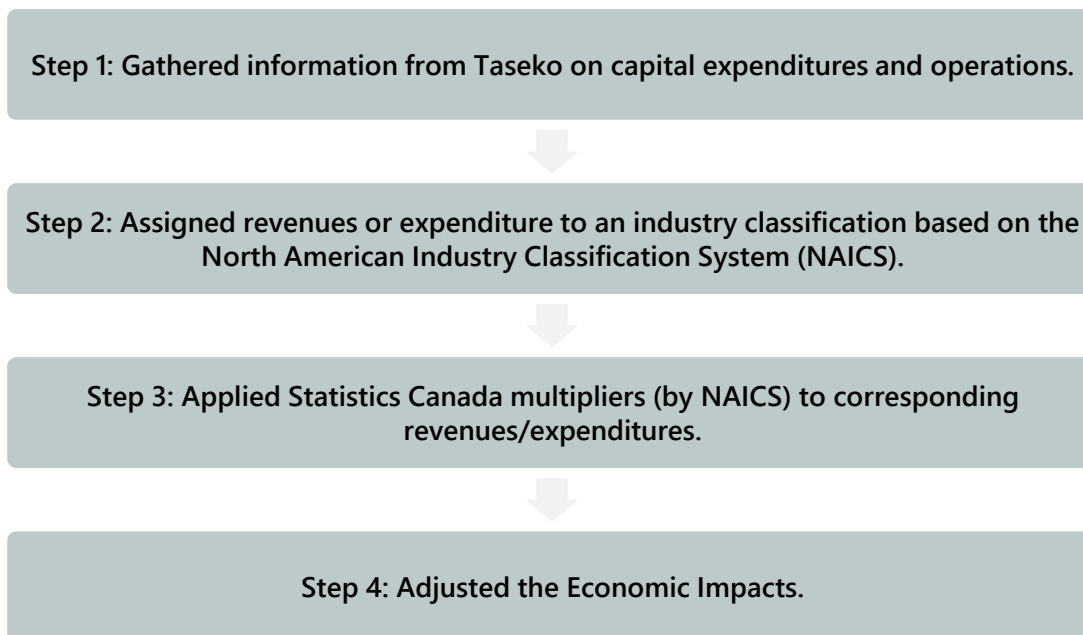 Step 1: Gathered information from Taseko on capital expenditures and operations.
Step 2: Assigned revenues or expenditure to an industry classification based on the
North American Industry Classification System (NAICS).
Step 3: Applied Statistics Canada multipliers (by NAICS) to corresponding
revenues/expenditures.
Step 4: Adjusted the Economic Impacts.